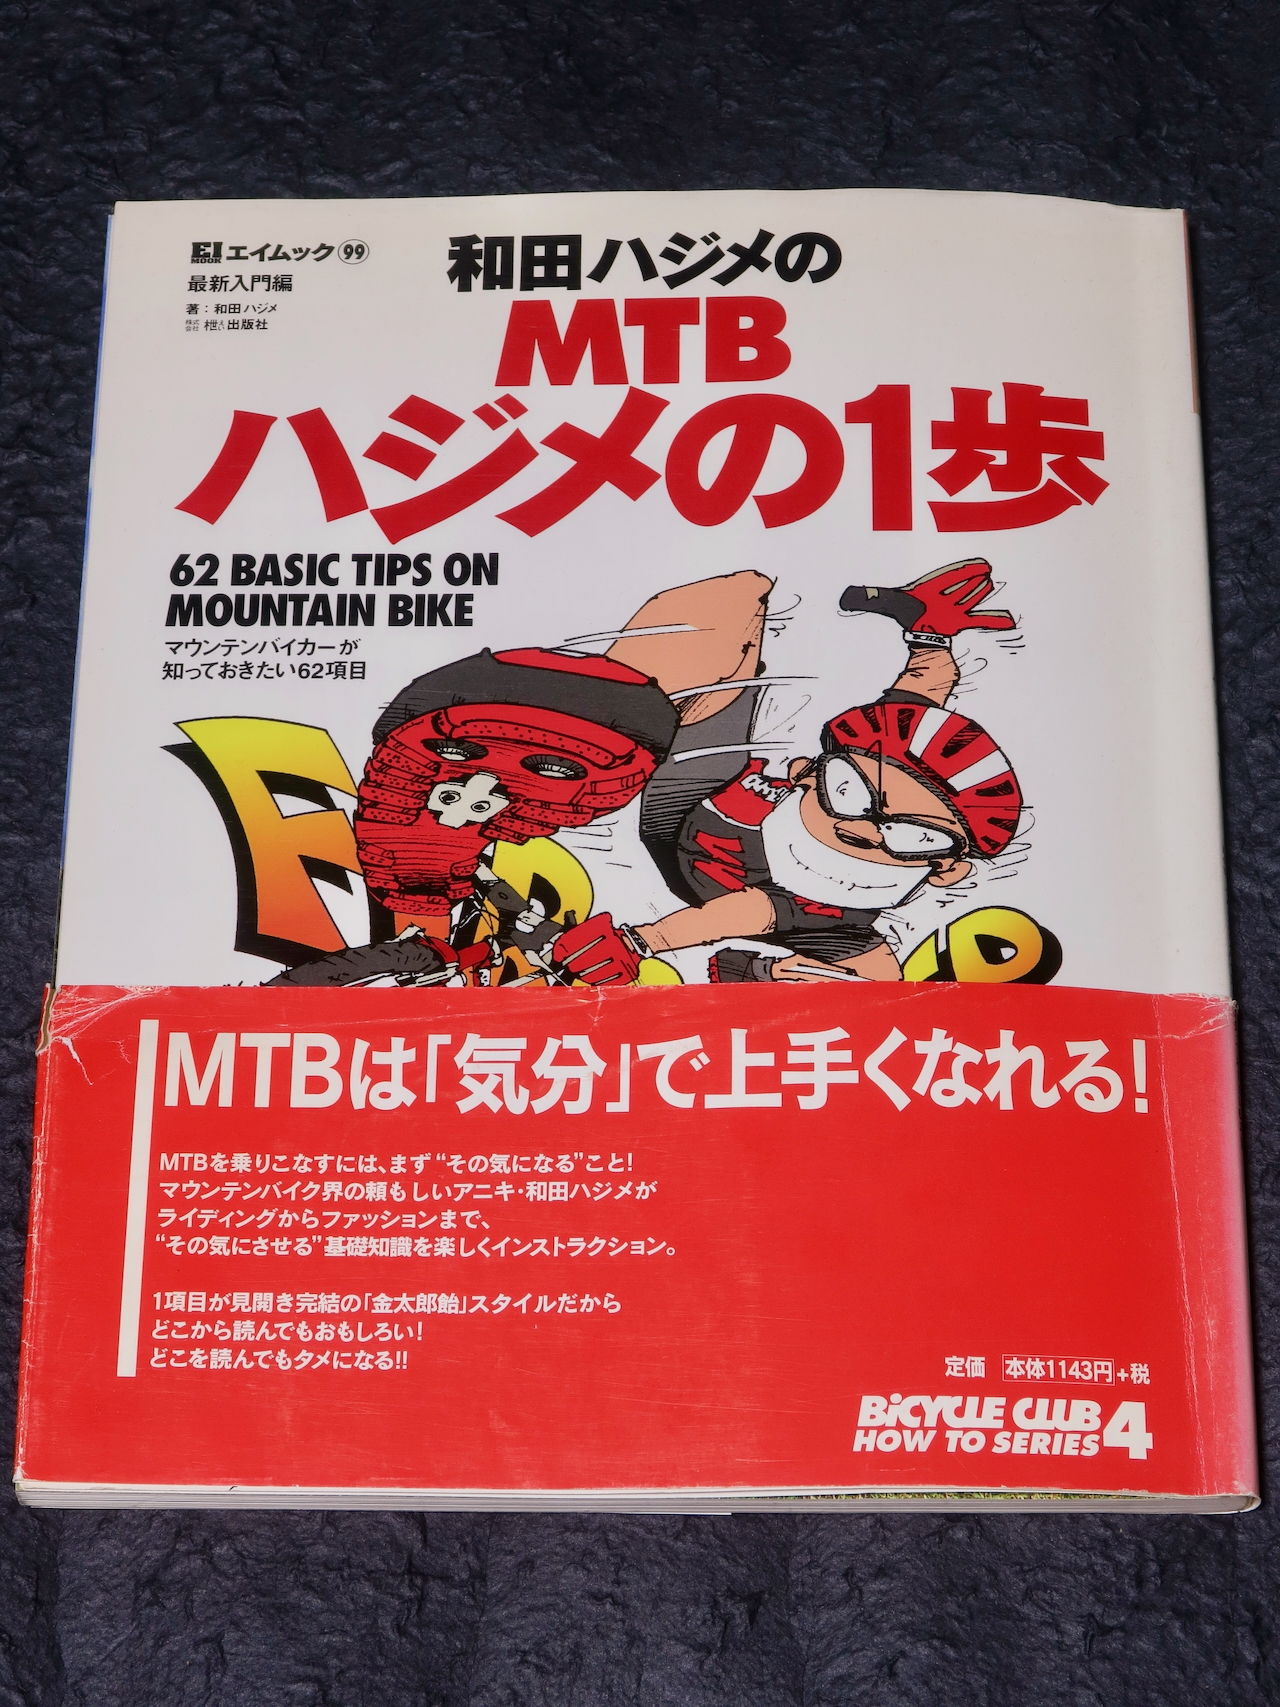 EI MOOK エイムック 99
最新入門編
著：和田ハジメ
株式会社 枻えい出版社
和田ハジメの
MTB
ハジメの1歩
62 BASIC TIPS ON
MOUNTAIN BIKE
マウンテンバイカーが
知っておきたい62項目
MTBは「気分」で上手くなれる！
MTBを乗りこなすには、まず“その気になる”こと！
マウンテンバイク界の頼もしいアニキ・和田ハジメが
ライディングからファッションまで、
“その気にさせる”基礎知識を楽しくインストラクション。
1項目が見開き完結の「金太郎飴」スタイルだから
どこから読んでもおもしろい！
どこを読んでもタメになる!!
定価 本体1143円+税
BiCYCLE CLUB
HOW TO SERIES 4